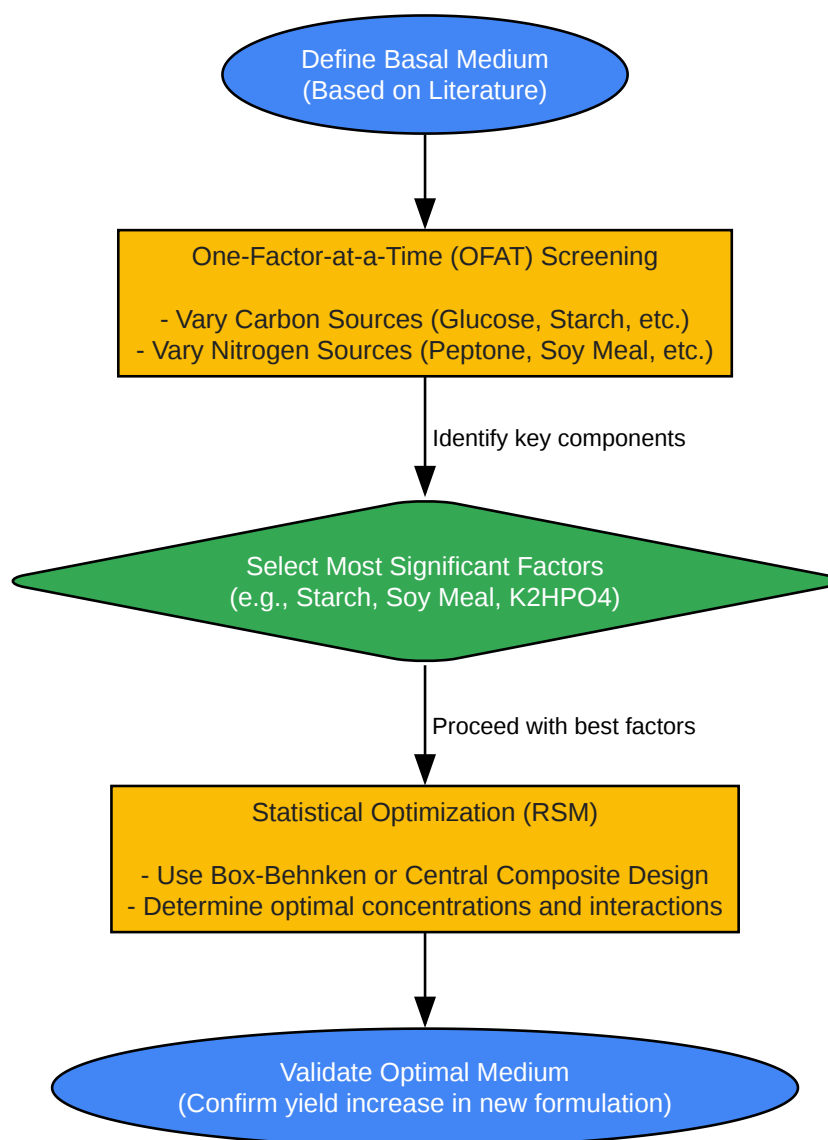 Define Basal Medium
(Based on Literature)
One-Factor-at-a-Time (OFAT) Screening
- Vary Carbon Sources (Glucose, Starch, etc.)
- Vary Nitrogen Sources (Peptone, Soy Meal, etc.)
Identify key components
Select Most Significant Factors
(e.g., Starch, Soy Meal, K2HPO4)
Proceed with best factors
Statistical Optimization (RSM)
- Use Box-Behnken or Central Composite Design
- Determine optimal concentrations and interactions
Validate Optimal Medium
(Confirm yield increase in new formulation)